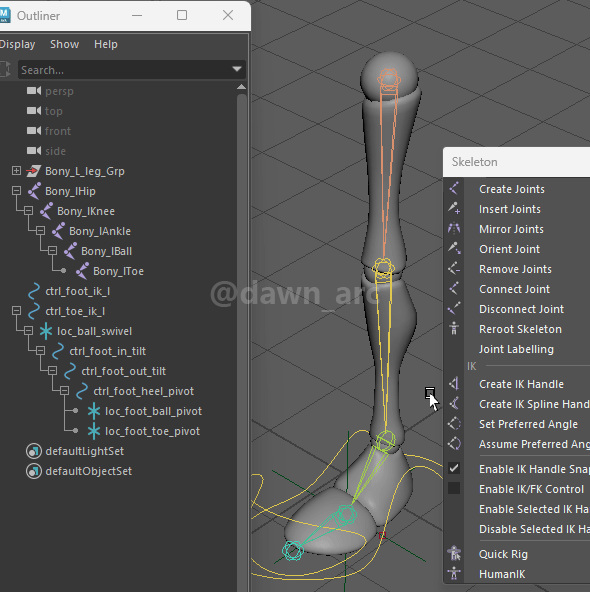 M
Outliner
Display Show Help
Search...
persp
top
front
side
Bony_L_leg_Grp
Bony_lHip
Bony_lKnee
Bony_lAnkle
Bony_lBall
Bony_lToe
ctrl_foot_ik_l
ctrl_toe_ik_l
loc_ball_swivel
ctrl_foot_in_tilt
ctrl_foot_out_tilt
ctrl_foot_heel_pivot
loc_foot_ball_pivot
loc_foot_toe_pivot
defaultLightSet
defaultObjectSet
@dawn_arc
Skeleton
Create Joints
Insert Joints
Mirror Joints
Orient Joint
Remove Joints
Connect Joint
Disconnect Joint
Reroot Skeleton
Joint Labelling
IK
Create IK Handle
Create IK Spline Hand
Set Preferred Angle
Assume Preferred Ang
Enable IK Handle Snap
Enable IK/FK Control
Enable Selected IK Ha
Disable Selected IK Ha
Quick Rig
HumanIK